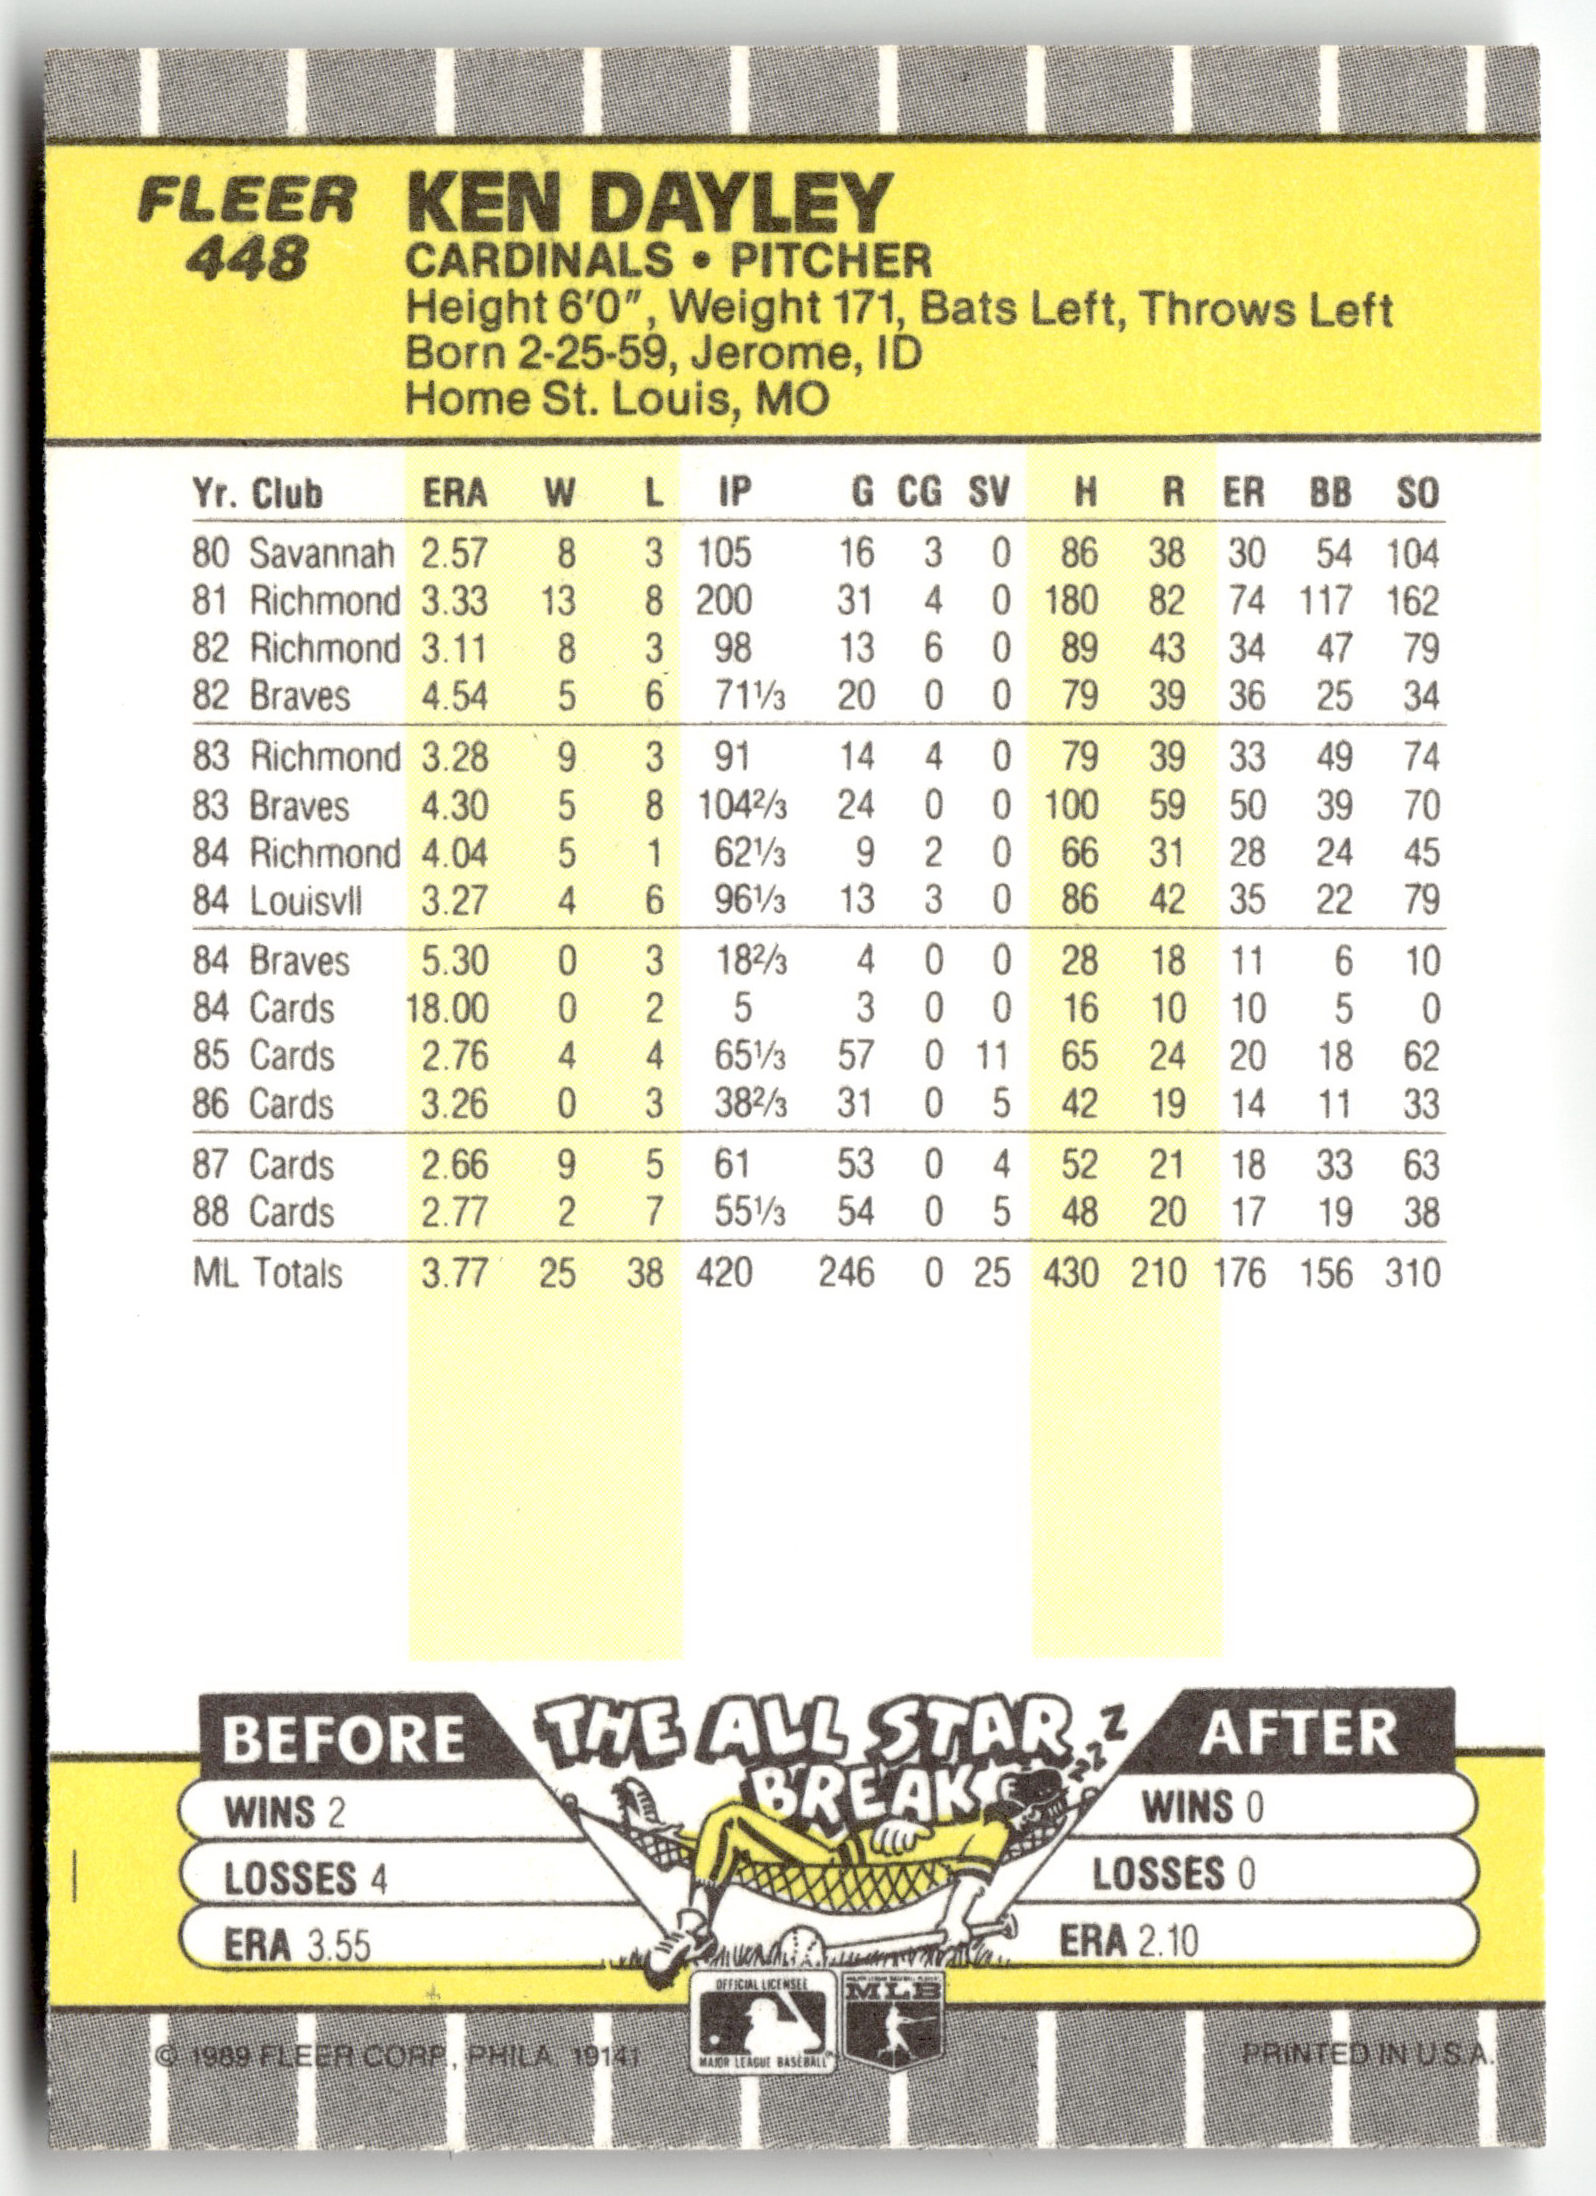 FLEER KEN DAYLEY
448 CARDINALS • PITCHER
Height 6'0", Weight 171, Bats Left, Throws Left
Born 2-25-59, Jerome, ID
Home St. Louis, MO
Yr. Club ERA W L IP G CG SV H R ER BB SO
80 Savannah 2.57 8 3 105 16 3 0 86 38 30 54 104
81 Richmond 3.33 13 8 200 31 4 0 180 82 74 117 162
82 Richmond 3.11 8 3 98 13 6 0 89 43 34 47 79
82 Braves 4.54 5 6 71⅓ 20 0 0 79 39 36 25 34
83 Richmond 3.28 9 3 91 14 4 0 79 39 33 49 74
83 Braves 4.30 5 8 104⅔ 24 0 0 100 59 50 39 70
84 Richmond 4.04 5 1 62⅓ 9 2 0 66 31 28 24 45
84 Louisvll 3.27 4 6 96⅓ 13 3 0 86 42 35 22 79
84 Braves 5.30 0 3 18⅔ 4 0 0 28 18 11 6 10
84 Cards 18.00 0 2 5 3 0 0 16 10 10 5 0
85 Cards 2.76 4 4 65⅓ 57 0 11 65 24 20 18 62
86 Cards 3.26 0 3 38⅔ 31 0 5 42 19 14 11 33
87 Cards 2.66 9 5 61 53 0 4 52 21 18 33 63
88 Cards 2.77 2 7 55⅓ 54 0 5 48 20 17 19 38
ML Totals 3.77 25 38 420 246 0 25 430 210 176 156 310
BEFORE THE ALL STAR BREAK ZZZZ AFTER
WINS 2 WINS 0
LOSSES 4 LOSSES 0
ERA 3.55 ERA 2.10
OFFICIAL LICENSEE
MAJOR LEAGUE BASEBALL
MLB
© 1989 FLEER CORP., PHILA. 19141 PRINTED IN U.S.A.